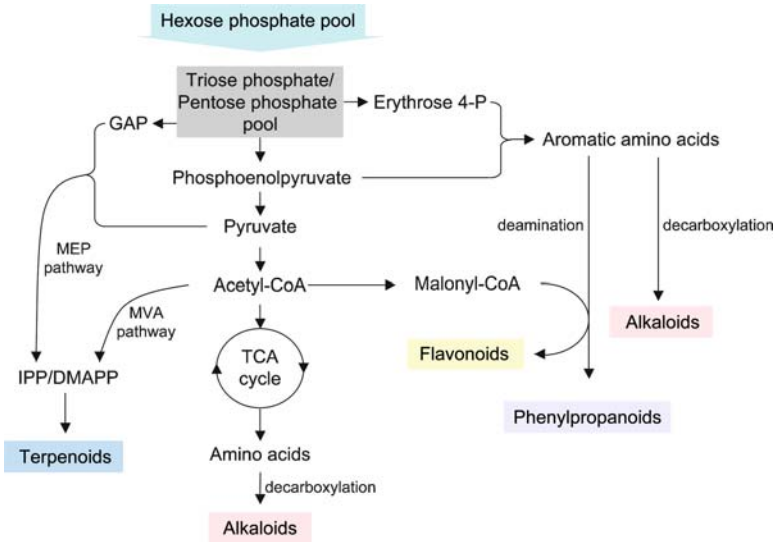 Hexose phosphate pool
Triose phosphate/
Pentose phosphate
pool
GAP
Erythrose 4-P
Aromatic amino acids
Phosphoenolpyruvate
Pyruvate
deamination
decarboxylation
MEP
pathway
Acetyl-CoA
Malonyl-CoA
MVA
pathway
Alkaloids
Flavonoids
TCA
cycle
IPP/DMAPP
Phenylpropanoids
Terpenoids
Amino acids
decarboxylation
Alkaloids